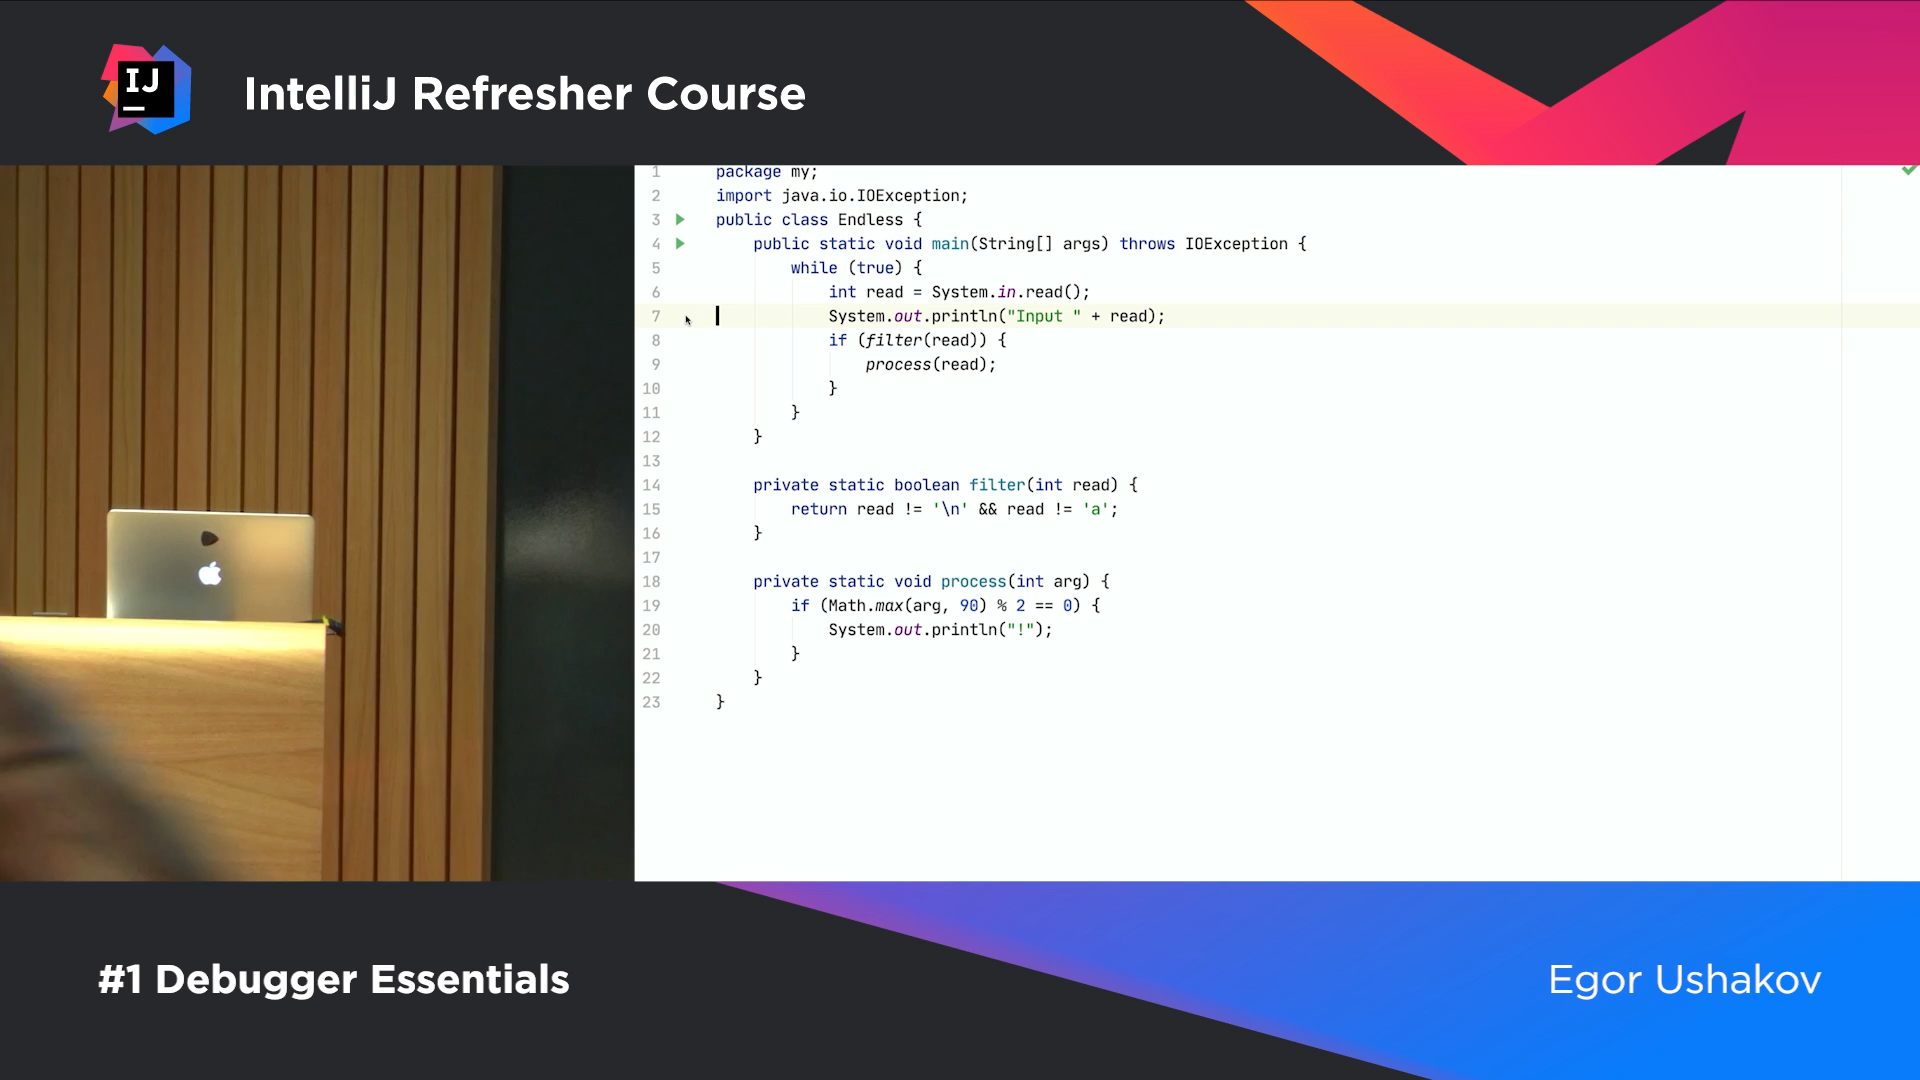 IJ
IntelliJ Refresher Course
1 package my;
2 import java.io.IOException;
3 public class Endless {
4     public static void main(String[] args) throws IOException {
5         while (true) {
6             int read = System.in.read();
7             System.out.println("Input " + read);
8             if (filter(read)) {
9                 process(read);
10             }
11         }
12     }
13
14     private static boolean filter(int read) {
15         return read != '\n' && read != 'a';
16     }
17
18     private static void process(int arg) {
19         if (Math.max(arg, 90) % 2 == 0) {
20             System.out.println("!");
21         }
22     }
23 }
#1 Debugger Essentials
Egor Ushakov